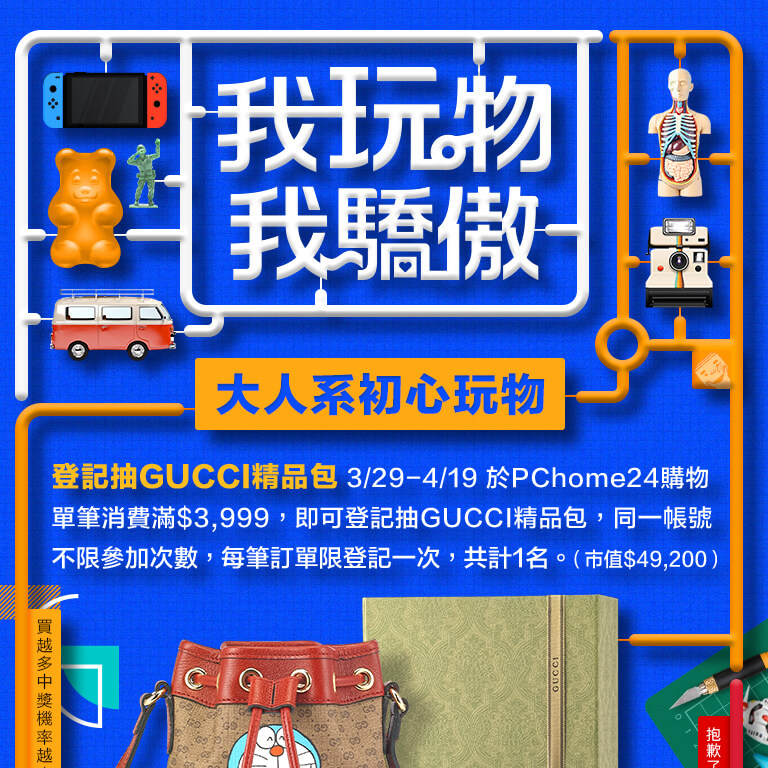 我玩物
我驕傲
大人系初心玩物
登記抽GUCCI精品包 3/29-4/19 於PChome24購物
單筆消費滿$3,999，即可登記抽GUCCI精品包，同一帳號
不限參加次數，每筆訂單限登記一次，共計1名。(市值$49,200)
買越多中獎機率越
GUCCI
抱歉了